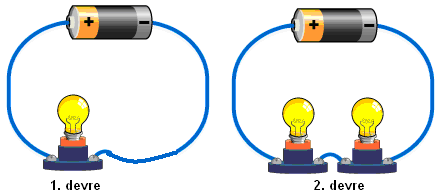 + -
+ -
1. devre
2. devre